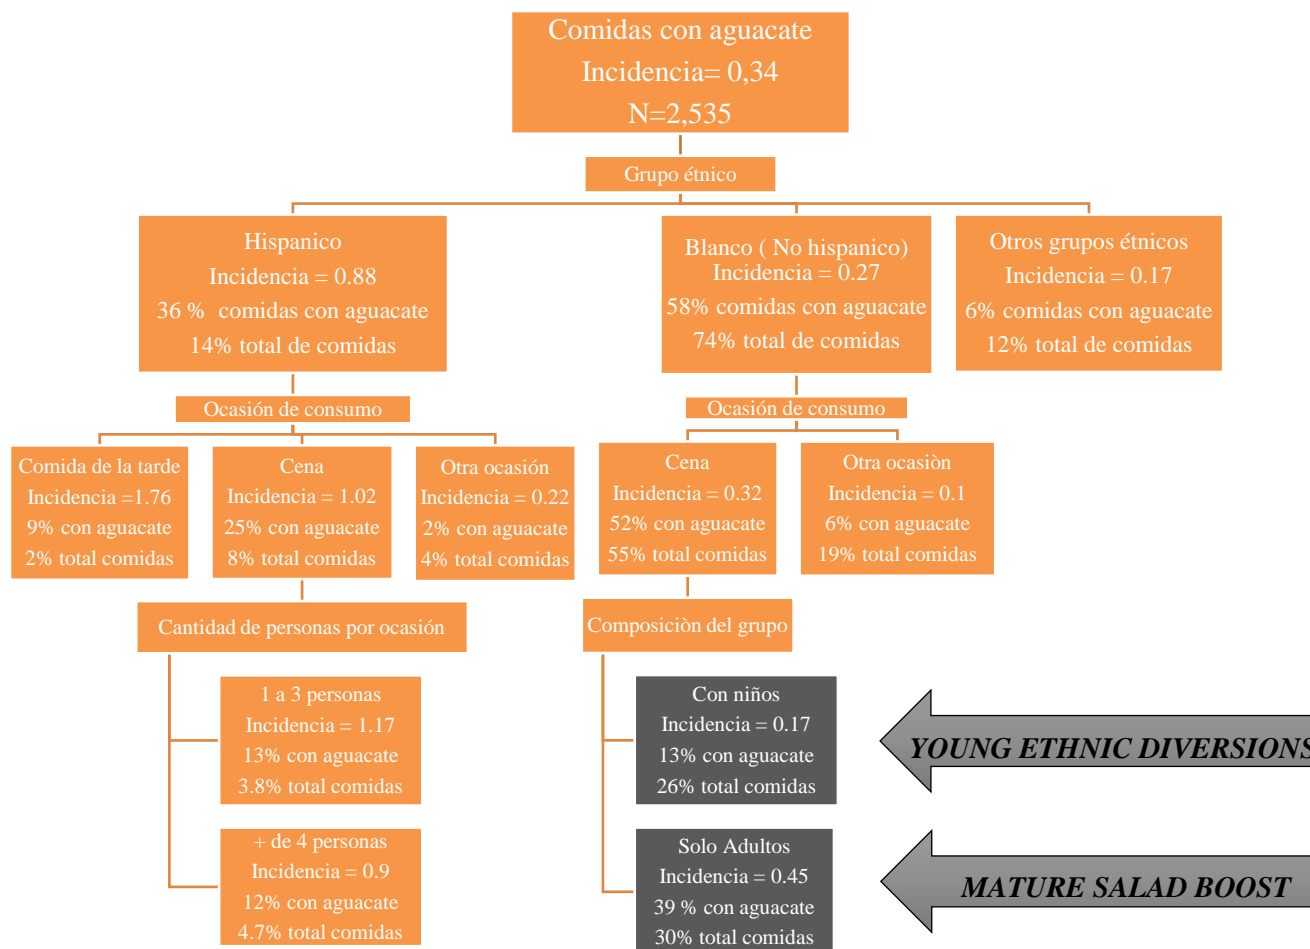 Comidas con aguacate
Incidencia= 0,34
N=2,535
Grupo étnico
Hispanico
Incidencia = 0.88
36 % comidas con aguacate
14% total de comidas
Blanco ( No hispanico)
Incidencia = 0.27
58% comidas con aguacate
74% total de comidas
Otros grupos étnicos
Incidencia = 0.17
6% comidas con aguacate
12% total de comidas
Ocasión de consumo
Ocasión de consumo
Comida de la tarde
Incidencia =1.76
9% con aguacate
2% total comidas
Cena
Incidencia = 1.02
25% con aguacate
8% total comidas
Otra ocasión
Incidencia = 0.22
2% con aguacate
4% total comidas
Cena
Incidencia = 0.32
52% con aguacate
55% total comidas
Otra ocasiòn
Incidencia = 0.1
6% con aguacate
19% total comidas
Cantidad de personas por ocasión
Composiciòn del grupo
1 a 3 personas
Incidencia = 1.17
13% con aguacate
3.8% total comidas
Con niños
Incidencia = 0.17
13% con aguacate
26% total comidas
YOUNG ETHNIC DIVERSIONS
+ de 4 personas
Incidencia = 0.9
12% con aguacate
4.7% total comidas
Solo Adultos
Incidencia = 0.45
39 % con aguacate
30% total comidas
MATURE SALAD BOOST